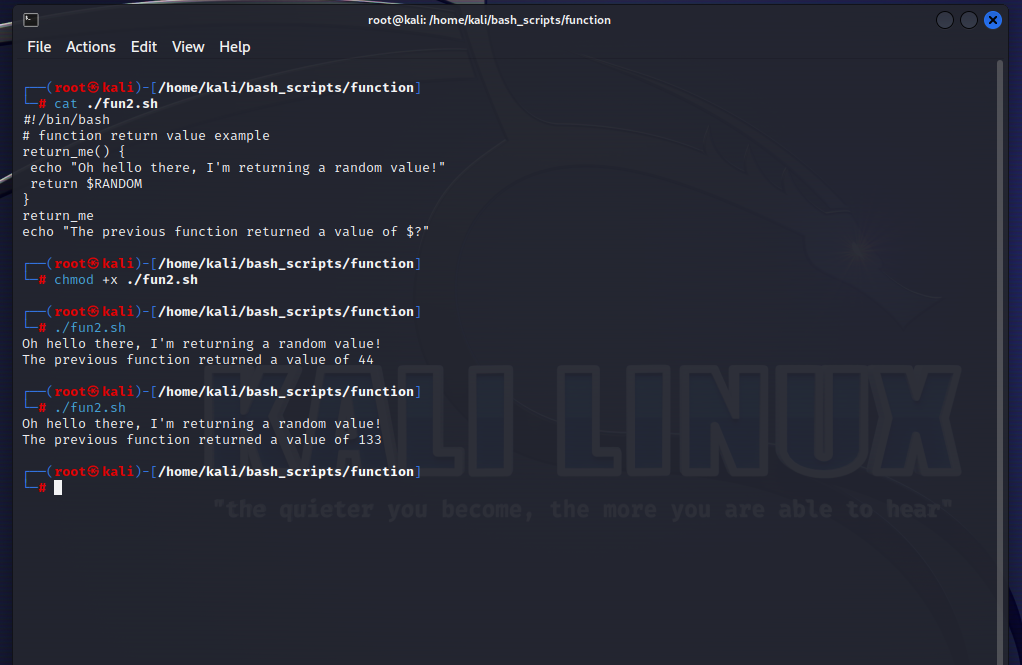 root@kali: /home/kali/bash_scripts/function
File Actions Edit View Help
┌──(root㉿kali)-[/home/kali/bash_scripts/function]
└─# cat ./fun2.sh
#!/bin/bash
# function return value example
return_me() {
 echo "Oh hello there, I'm returning a random value!"
 return $RANDOM
}
return_me
echo "The previous function returned a value of $?"
┌──(root㉿kali)-[/home/kali/bash_scripts/function]
└─# chmod +x ./fun2.sh
┌──(root㉿kali)-[/home/kali/bash_scripts/function]
└─# ./fun2.sh
Oh hello there, I'm returning a random value!
The previous function returned a value of 44
┌──(root㉿kali)-[/home/kali/bash_scripts/function]
└─# ./fun2.sh
Oh hello there, I'm returning a random value!
The previous function returned a value of 133
┌──(root㉿kali)-[/home/kali/bash_scripts/function]
└─#
KALI LINUX
"the quieter you become, the more you are able to hear"